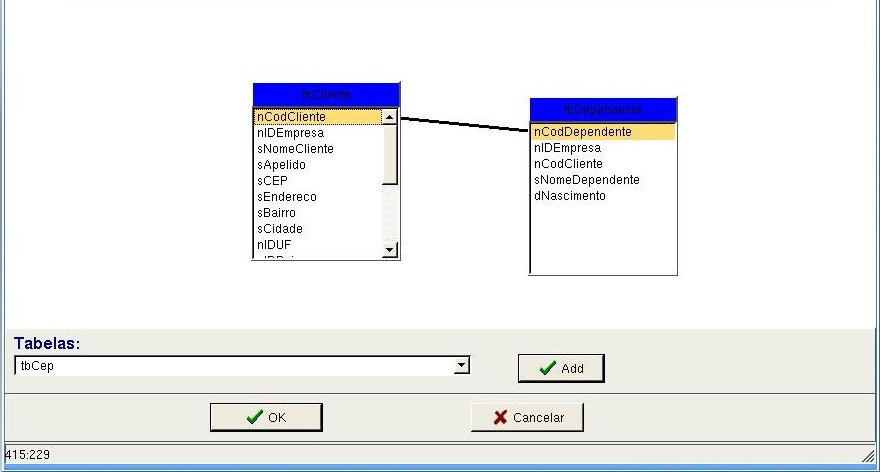 tbCliente
nCodCliente
nIDEmpresa
sNomeCliente
sApelido
sCEP
sEndereco
sBairro
sCidade
nIDUF
tbDependente
nCodDependente
nIDEmpresa
nCodCliente
sNomeDependente
dNascimento
Tabelas:
tbCep
Add
OK
Cancelar
415:229